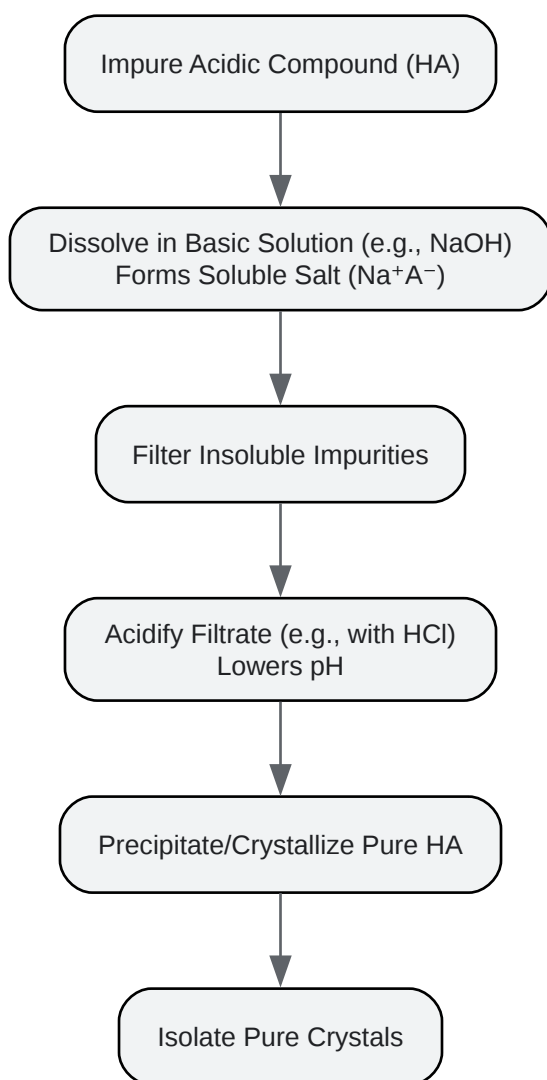 Impure Acidic Compound (HA)
Dissolve in Basic Solution (e.g., NaOH)
Forms Soluble Salt (Na⁺A⁻)
Filter Insoluble Impurities
Acidify Filtrate (e.g., with HCl)
Lowers pH
Precipitate/Crystallize Pure HA
Isolate Pure Crystals